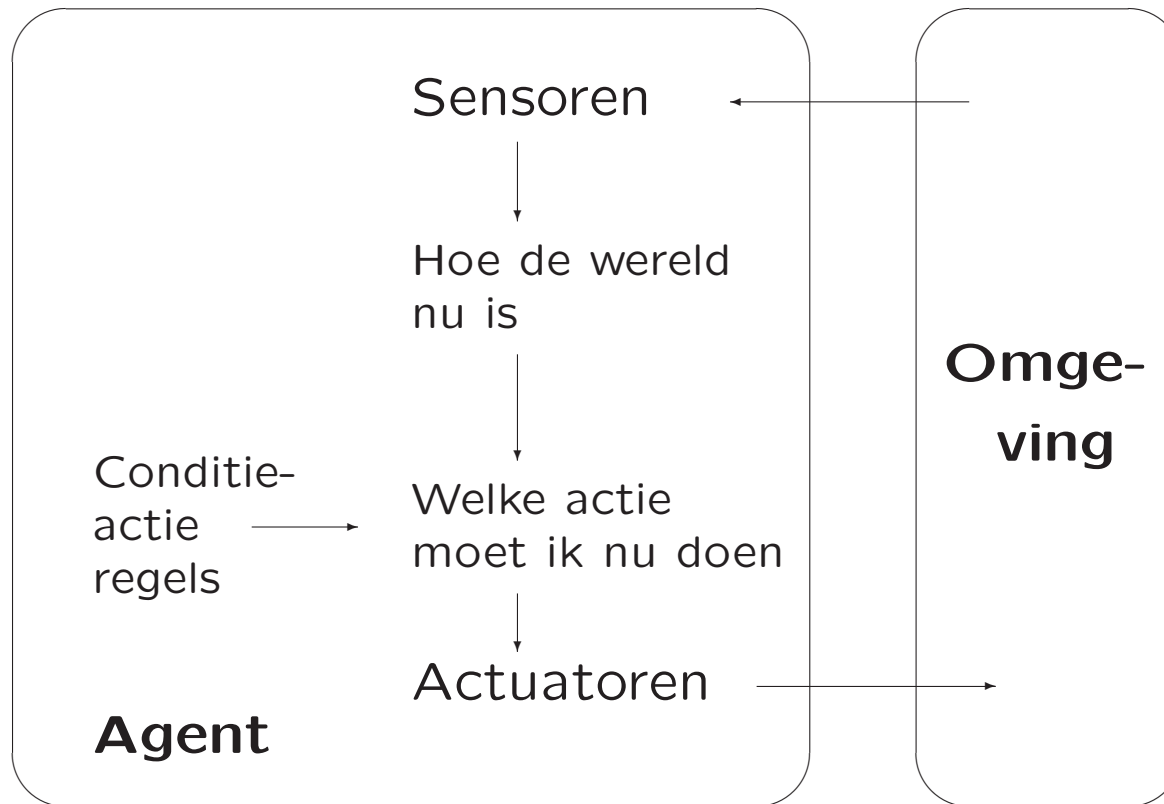 Sensoren
Hoe de wereld
nu is
Omge-
ving
Conditie-
actie
regels
Welke actie
moet ik nu doen
Actuatoren
Agent